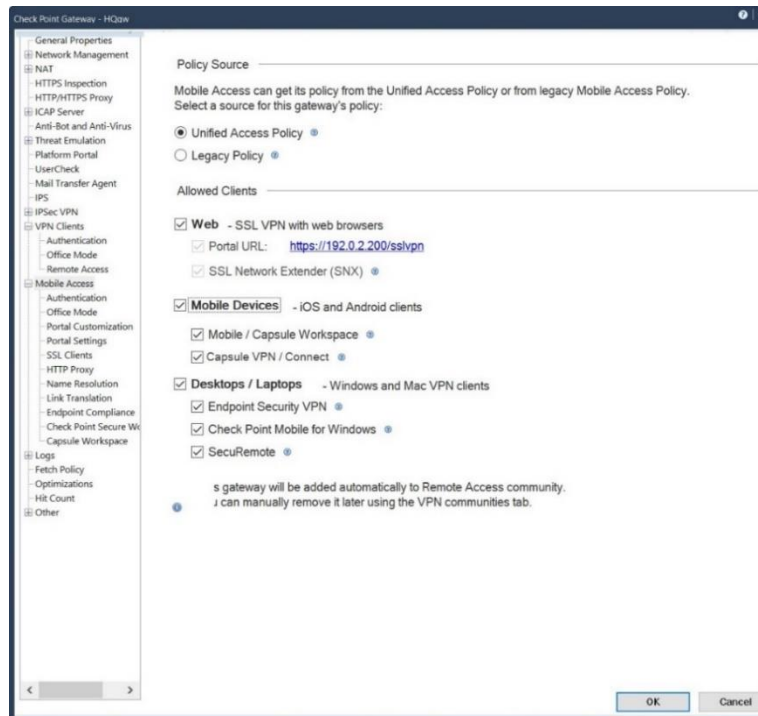 Check Point Gateway - HQgw
General Properties
Network Management
NAT
HTTPS Inspection
HTTP/HTTPS Proxy
ICAP Server
Anti-Bot and Anti-Virus
Threat Emulation
Platform Portal
UserCheck
Mail Transfer Agent
IPS
IPSec VPN
VPN Clients
Authentication
Office Mode
Remote Access
Mobile Access
Authentication
Office Mode
Portal Customization
Portal Settings
SSL Clients
HTTP Proxy
Name Resolution
Link Translation
Endpoint Compliance
Check Point Secure Wo
Capsule Workspace
Logs
Fetch Policy
Optimizations
Hit Count
Other
Policy Source
Mobile Access can get its policy from the Unified Access Policy or from legacy Mobile Access Policy.
Select a source for this gateway's policy:
Unified Access Policy
Legacy Policy
Allowed Clients
Web - SSL VPN with web browsers
Portal URL: https://192.0.2.200/sslvpn
SSL Network Extender (SNX)
Mobile Devices - iOS and Android clients
Mobile / Capsule Workspace
Capsule VPN / Connect
Desktops / Laptops - Windows and Mac VPN clients
Endpoint Security VPN
Check Point Mobile for Windows
SecuRemote
s gateway will be added automatically to Remote Access community.
u can manually remove it later using the VPN communities tab.
OK Cancel